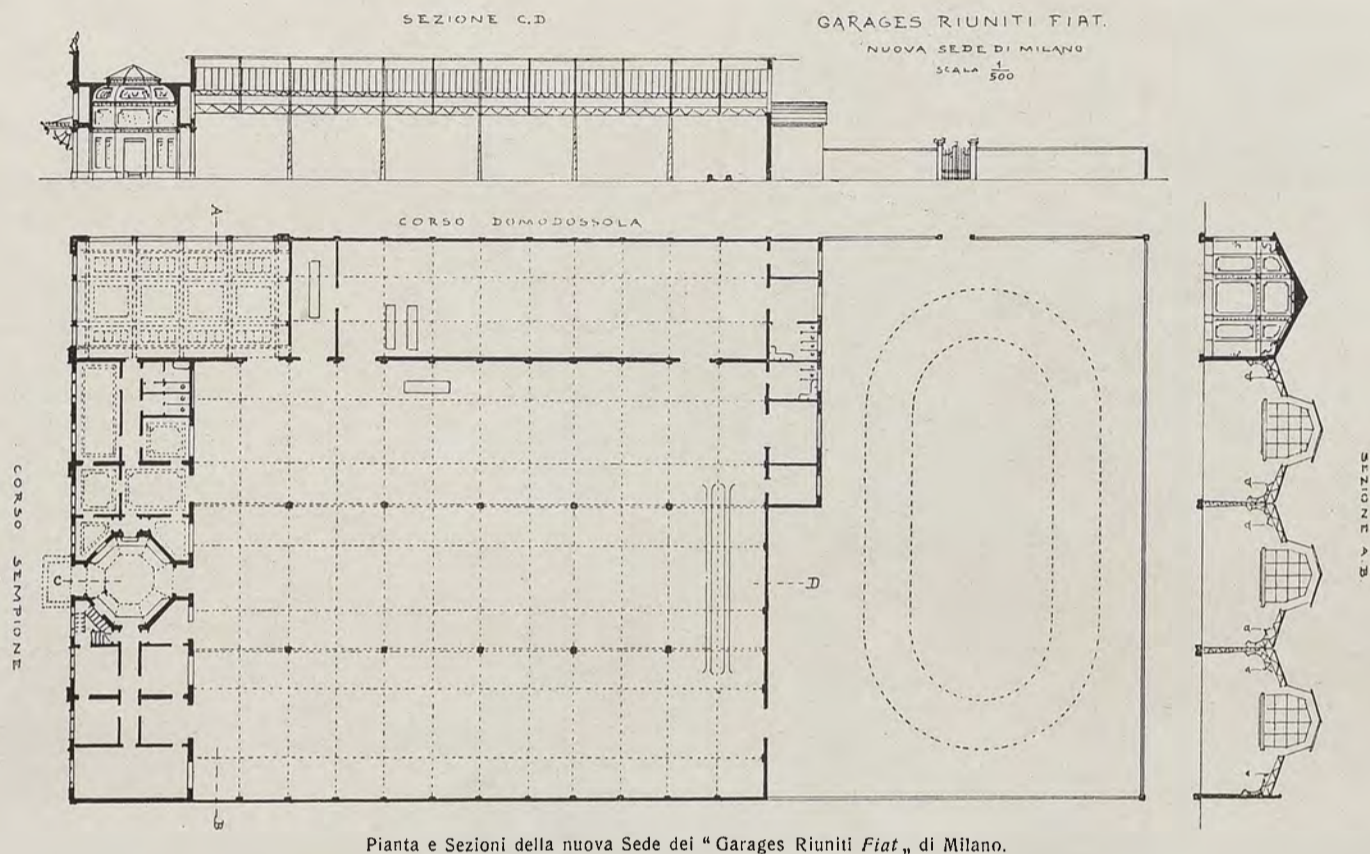 SEZIONE C.D
GARAGES RIUNITI FIAT.
NUOVA SEDE DI MILANO
SCALA 1/500
CORSO DOMODOSSOLA
A
CORSO SEMPIONE
C
D
B
SEZIONE A.B
Pianta e Sezioni della nuova Sede dei “Garages Riuniti Fiat„ di Milano.